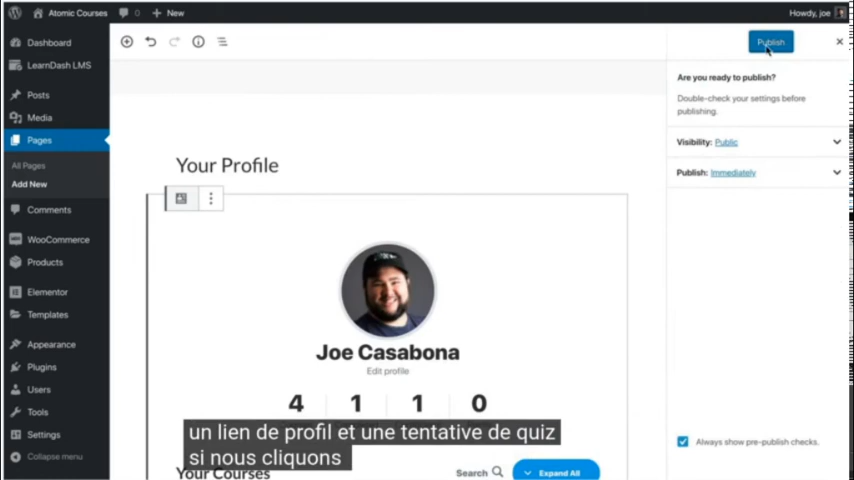 Atomic Courses 0 New Howdy, joe
Dashboard
LearnDash LMS
Posts
Media
Pages
All Pages
Add New
Comments
WooCommerce
Products
Elementor
Templates
Appearance
Plugins
Users
Tools
Settings
Collapse menu
Your Profile
Joe Casabona
Edit profile
4 1 1 0
un lien de profil et une tentative de quiz
si nous cliquons
Your Courses Search Expand All
Publish
Are you ready to publish?
Double-check your settings before
publishing.
Visibility: Public
Publish: Immediately
Always show pre-publish checks.